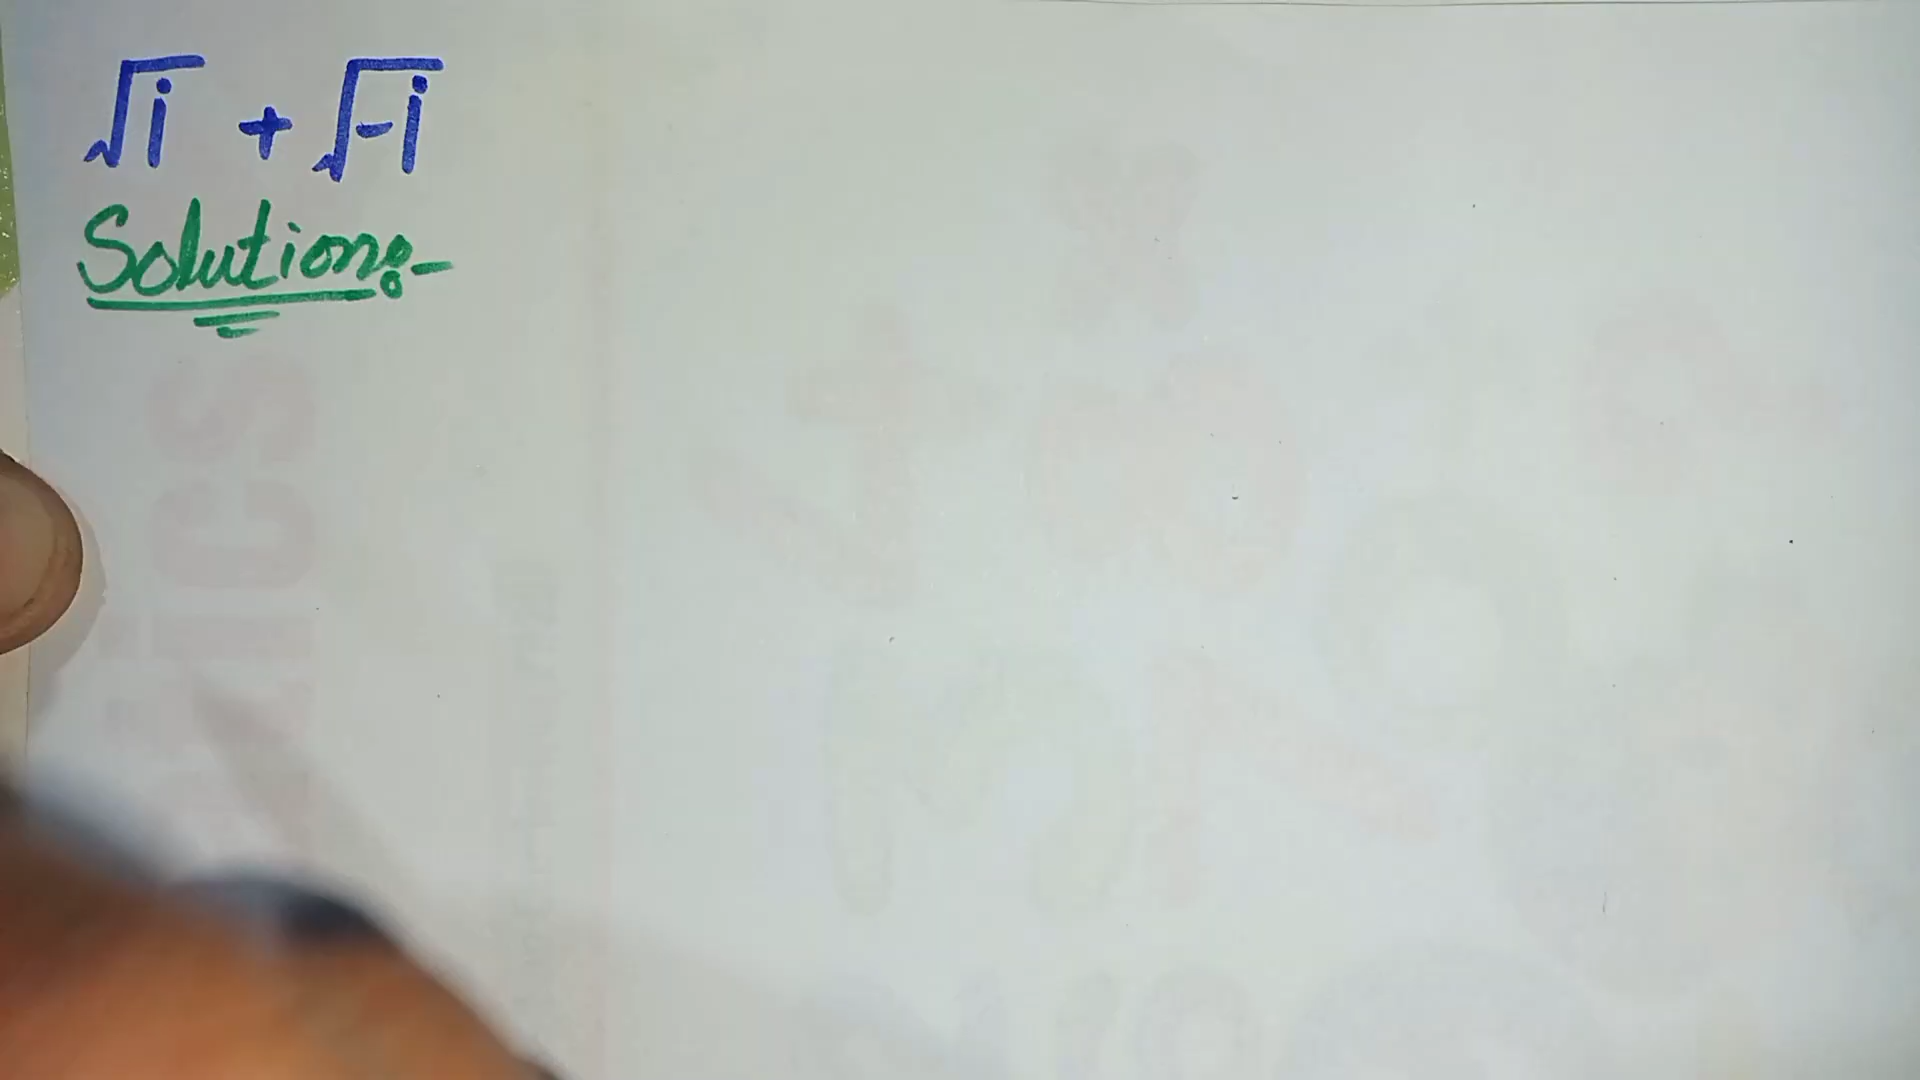 √i + √-i
Solution:-